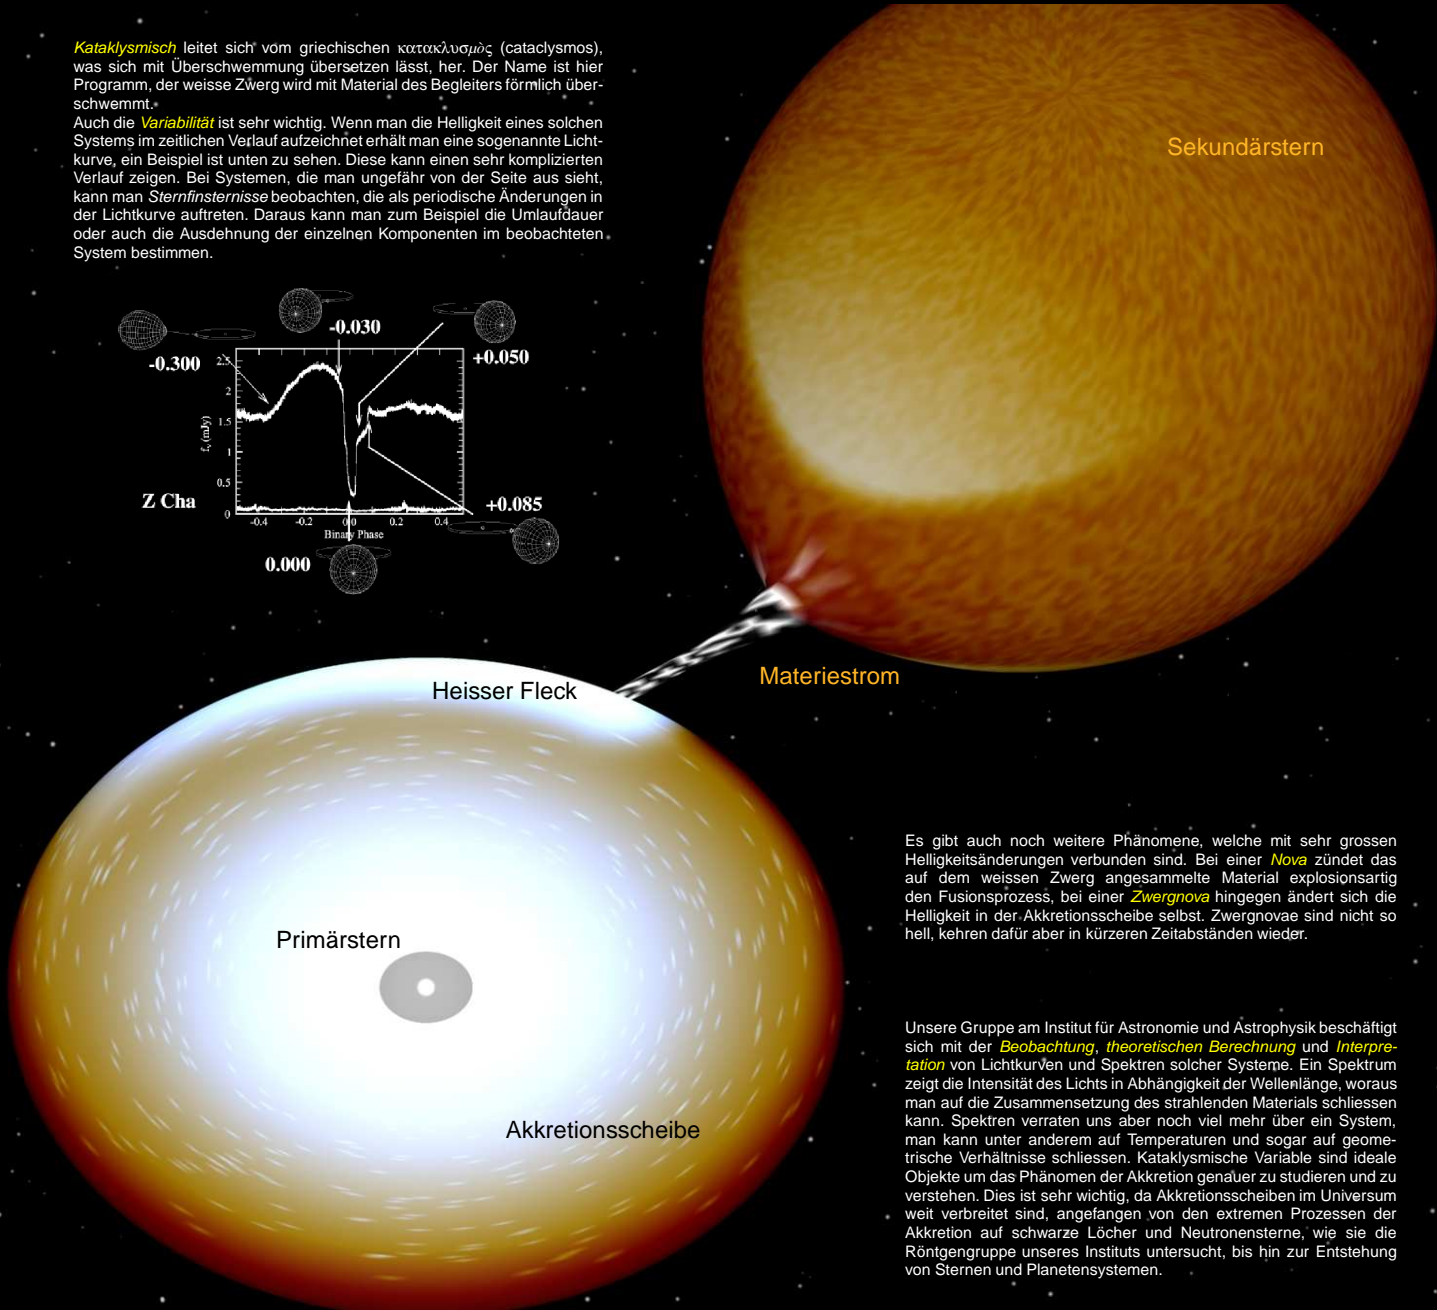 Kataklysmisch leitet sich vom griechischen κατακλυσμὸς (cataclysmos),
was sich mit Überschwemmung übersetzen lässt, her. Der Name ist hier
Programm, der weisse Zwerg wird mit Material des Begleiters förmlich über-
schwemmt.
Auch die Variabilität ist sehr wichtig. Wenn man die Helligkeit eines solchen
Systems im zeitlichen Verlauf aufzeichnet erhält man eine sogenannte Licht-
kurve, ein Beispiel ist unten zu sehen. Diese kann einen sehr komplizierten
Verlauf zeigen. Bei Systemen, die man ungefähr von der Seite aus sieht,
kann man Sternfinsternisse beobachten, die als periodische Änderungen in
der Lichtkurve auftreten. Daraus kann man zum Beispiel die Umlaufdauer
oder auch die Ausdehnung der einzelnen Komponenten im beobachteten
System bestimmen.
Sekundärstern
-0.030
-0.300
+0.050
2.5
2
1.5
1
0.5
0
fν (mJy)
Z Cha
+0.085
-0.4 -0.2 0.0 0.2 0.4
Binary Phase
0.000
Materiestrom
Heisser Fleck
Primärstern
Akkretionsscheibe
Es gibt auch noch weitere Phänomene, welche mit sehr grossen
Helligkeitsänderungen verbunden sind. Bei einer Nova zündet das
auf dem weissen Zwerg angesammelte Material explosionsartig
den Fusionsprozess, bei einer Zwergnova hingegen ändert sich die
Helligkeit in der Akkretionsscheibe selbst. Zwergnovae sind nicht so
hell, kehren dafür aber in kürzeren Zeitabständen wieder.
Unsere Gruppe am Institut für Astronomie und Astrophysik beschäftigt
sich mit der Beobachtung, theoretischen Berechnung und Interpre-
tation von Lichtkurven und Spektren solcher Systeme. Ein Spektrum
zeigt die Intensität des Lichts in Abhängigkeit der Wellenlänge, woraus
man auf die Zusammensetzung des strahlenden Materials schliessen
kann. Spektren verraten uns aber noch viel mehr über ein System,
man kann unter anderem auf Temperaturen und sogar auf geome-
trische Verhältnisse schliessen. Kataklysmische Variable sind ideale
Objekte um das Phänomen der Akkretion genauer zu studieren und zu
verstehen. Dies ist sehr wichtig, da Akkretionsscheiben im Universum
weit verbreitet sind, angefangen von den extremen Prozessen der
Akkretion auf schwarze Löcher und Neutronensterne, wie sie die
Röntgengruppe unseres Instituts untersucht, bis hin zur Entstehung
von Sternen und Planetensystemen.